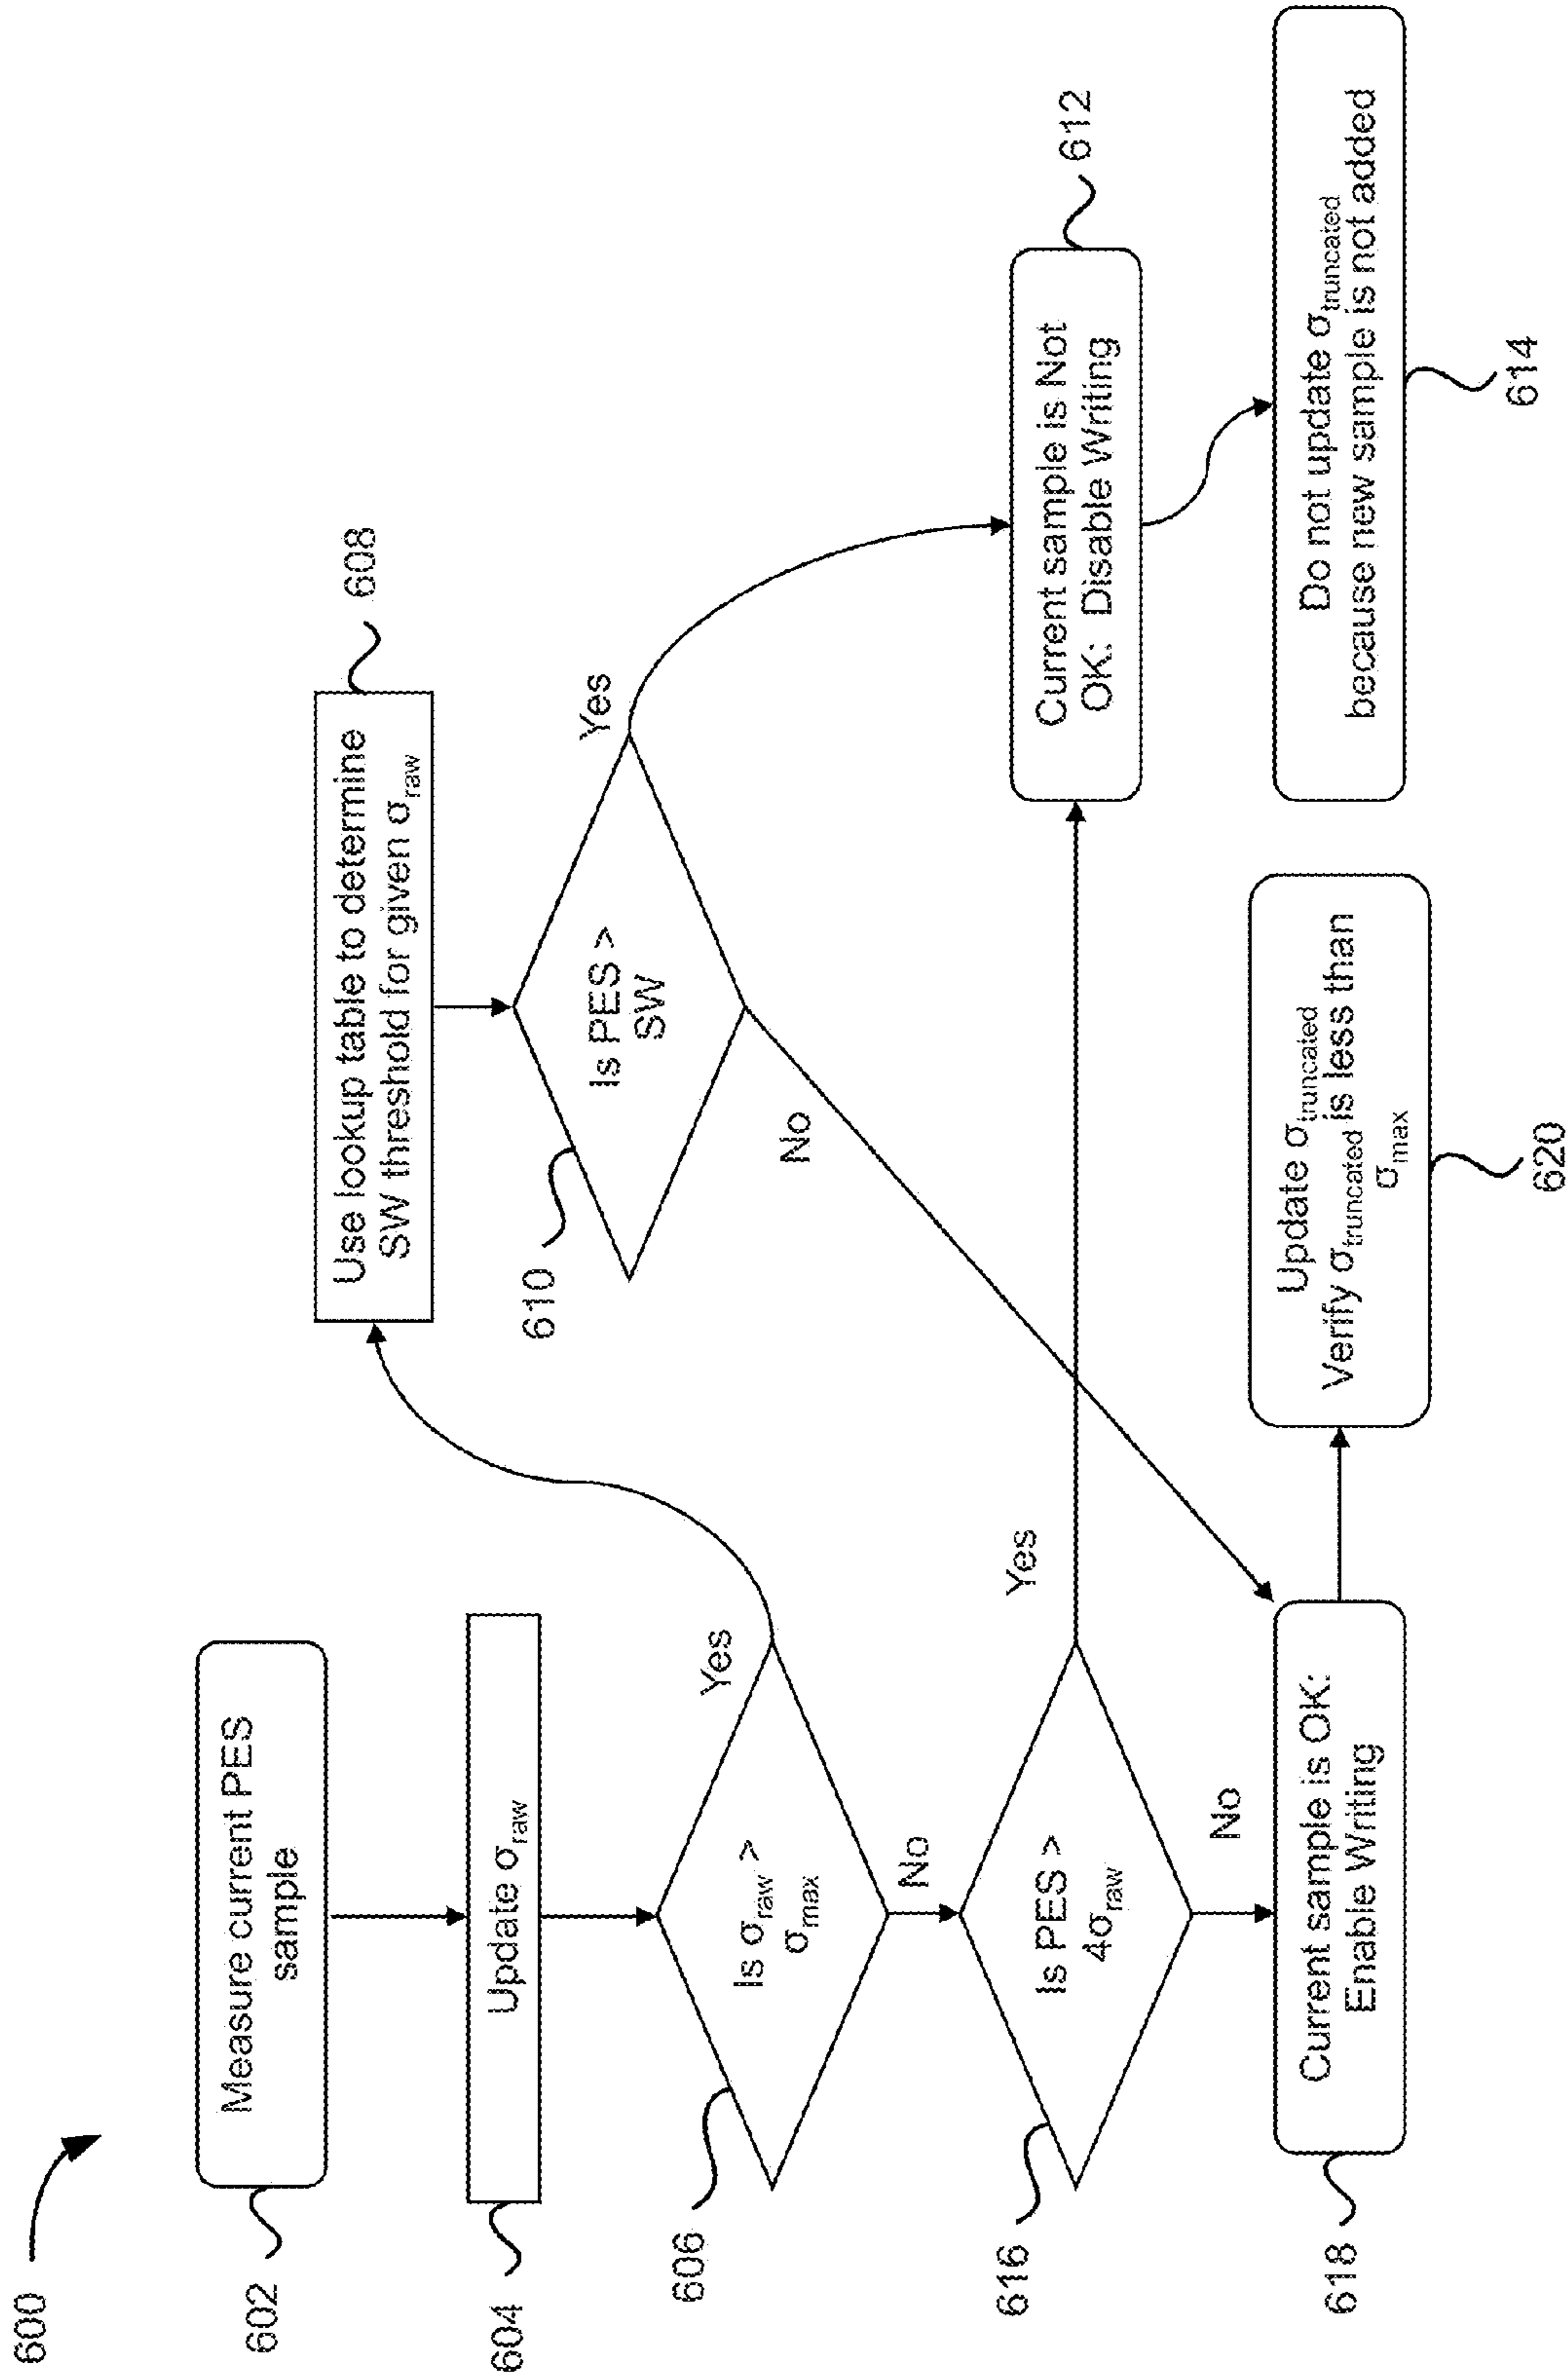 600
602
Measure current PES
sample
604
Update σraw
606
Is σraw >
σmax
Yes
No
608
Use lookup table to determine
SW threshold for given σraw
610
Is PES >
SW
Yes
No
616
Is PES >
4σraw
Yes
No
612
Current sample is Not
OK: Disable Writing
618
Current sample is OK:
Enable Writing
Update σtruncated
Verify σtruncated is less than
σmax
620
Do not update σtruncated
because new sample is not added
614